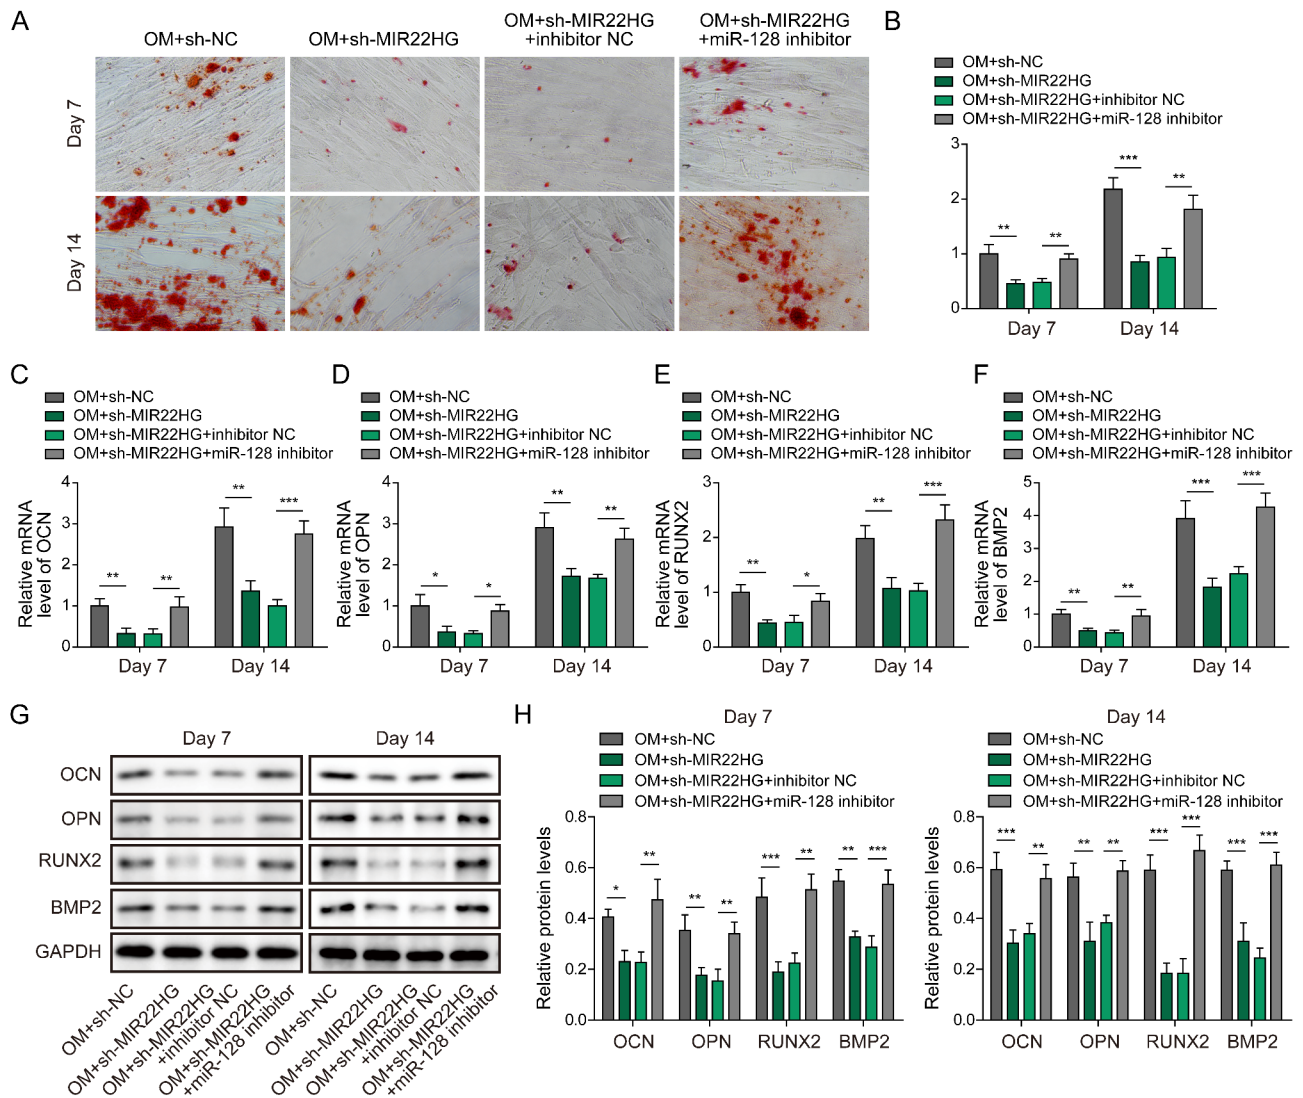 A
OM+sh-NC
OM+sh-MIR22HG
OM+sh-MIR22HG
+inhibitor NC
OM+sh-MIR22HG
+miR-128 inhibitor
Day 7
Day 14
B
OM+sh-NC
OM+sh-MIR22HG
OM+sh-MIR22HG+inhibitor NC
OM+sh-MIR22HG+miR-128 inhibitor
3
2
1
0
** ** *** **
Day 7 Day 14
C
OM+sh-NC
OM+sh-MIR22HG
OM+sh-MIR22HG+inhibitor NC
OM+sh-MIR22HG+miR-128 inhibitor
Relative mRNA
level of OCN
4
3
2
1
0
** ** ** ***
Day 7 Day 14
D
OM+sh-NC
OM+sh-MIR22HG
OM+sh-MIR22HG+inhibitor NC
OM+sh-MIR22HG+miR-128 inhibitor
Relative mRNA
level of OPN
4
3
2
1
0
* * ** **
Day 7 Day 14
E
OM+sh-NC
OM+sh-MIR22HG
OM+sh-MIR22HG+inhibitor NC
OM+sh-MIR22HG+miR-128 inhibitor
Relative mRNA
level of RUNX2
3
2
1
0
** * ** ***
Day 7 Day 14
F
OM+sh-NC
OM+sh-MIR22HG
OM+sh-MIR22HG+inhibitor NC
OM+sh-MIR22HG+miR-128 inhibitor
Relative mRNA
level of BMP2
5
4
3
2
1
0
** ** *** ***
Day 7 Day 14
G
Day 7 Day 14
OCN
OPN
RUNX2
BMP2
GAPDH
OM+sh-NC
OM+sh-MIR22HG
OM+sh-MIR22HG
+inhibitor NC
OM+sh-MIR22HG
+miR-128 inhibitor
OM+sh-NC
OM+sh-MIR22HG
OM+sh-MIR22HG
+inhibitor NC
OM+sh-MIR22HG
+miR-128 inhibitor
H
Day 7
OM+sh-NC
OM+sh-MIR22HG
OM+sh-MIR22HG+inhibitor NC
OM+sh-MIR22HG+miR-128 inhibitor
Relative protein levels
0.8
0.6
0.4
0.2
0.0
* ** ** ** *** ** ** ***
OCN OPN RUNX2 BMP2
Day 14
OM+sh-NC
OM+sh-MIR22HG
OM+sh-MIR22HG+inhibitor NC
OM+sh-MIR22HG+miR-128 inhibitor
Relative protein levels
0.8
0.6
0.4
0.2
0.0
*** ** ** ** *** *** *** ***
OCN OPN RUNX2 BMP2